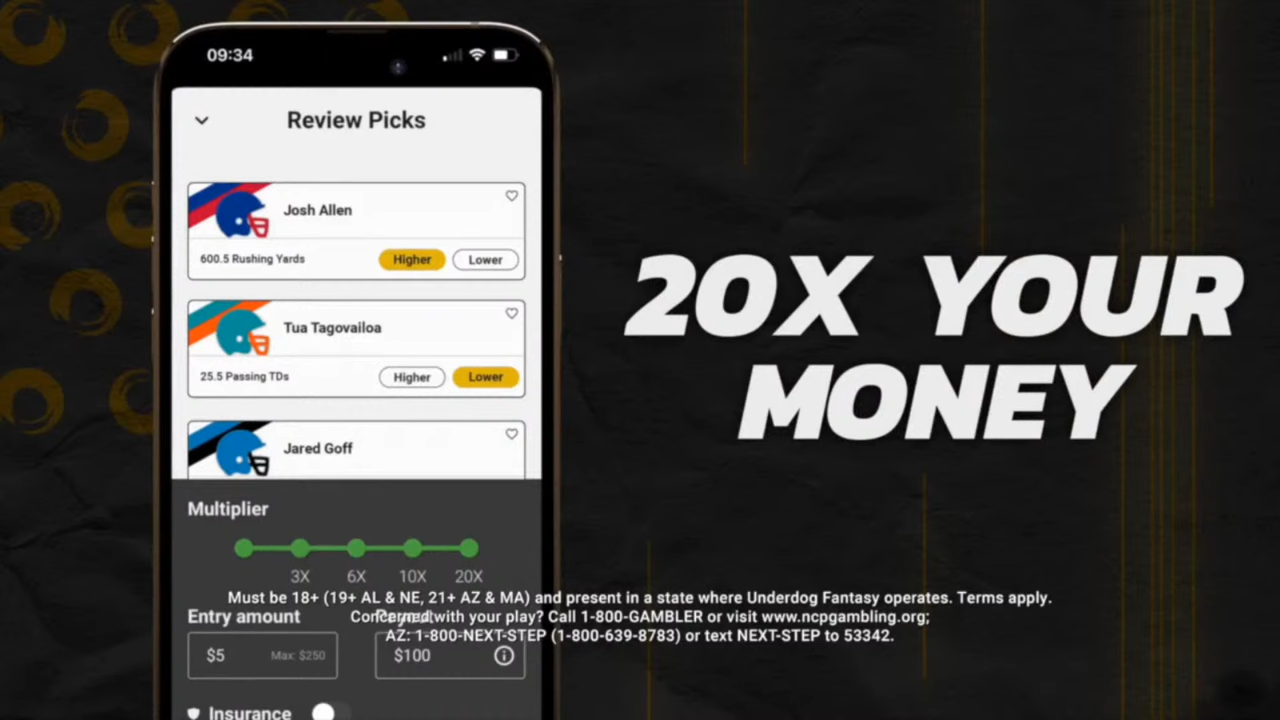 09:34
Review Picks
Josh Allen
600.5 Rushing Yards
Higher
Lower
Tua Tagovailoa
25.5 Passing TDs
Higher
Lower
Jared Goff
20X YOUR
MONEY
Multiplier
3X 6X 10X 20X
Must be 18+ (19+ AL & NE, 21+ AZ & MA) and present in a state where Underdog Fantasy operates. Terms apply.
Entry amount
Concerned with your play? Call 1-800-GAMBLER or visit www.ncpgambling.org;
AZ: 1-800-NEXT-STEP (1-800-639-8783) or text NEXT-STEP to 53342.
$5 Max: $250
$100
Insurance